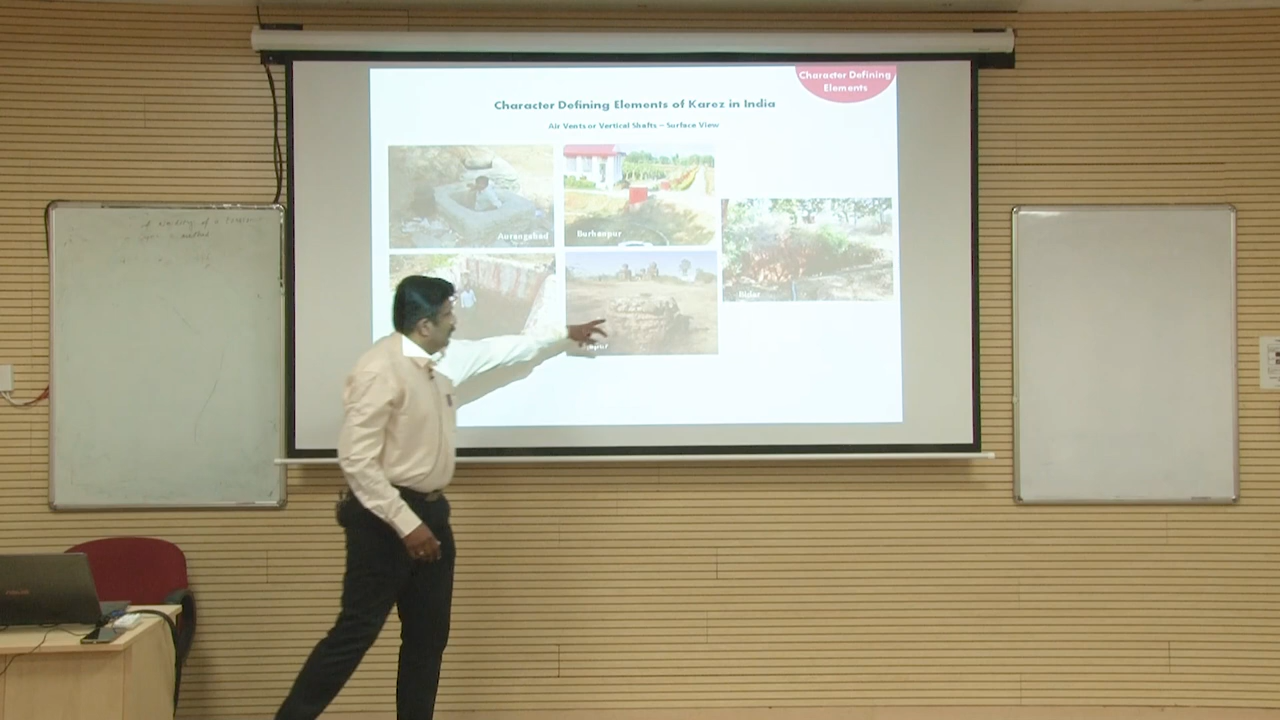 Character Defining
Elements
Character Defining Elements of Karez in India
Air Vents or Vertical Shafts – Surface View
Aurangabad
Burhanpur
Bidar